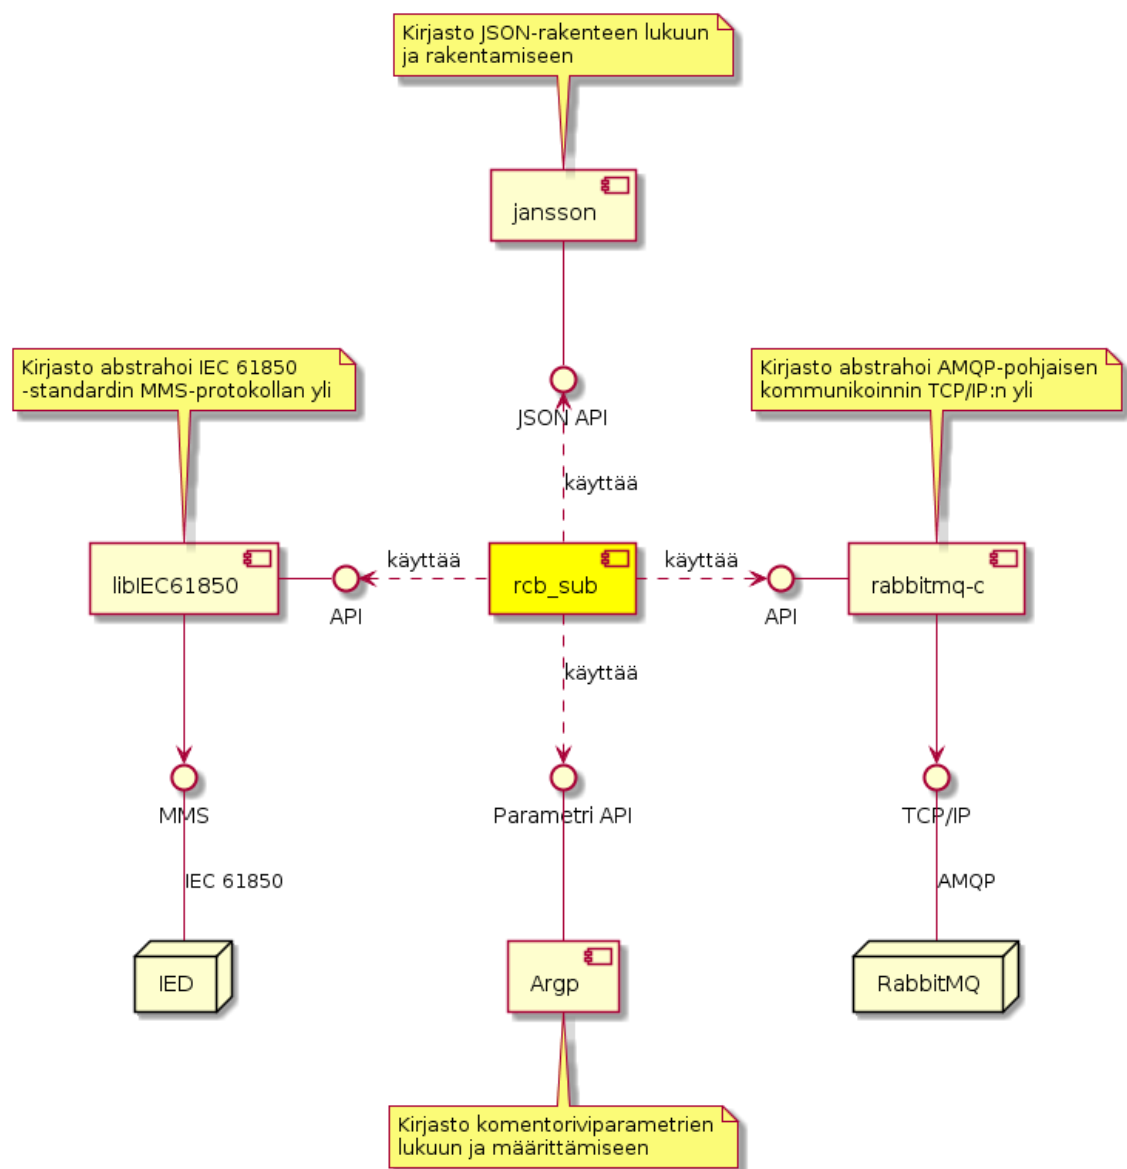 Kirjasto JSON-rakenteen lukuun
ja rakentamiseen
jansson
Kirjasto abstrahoi IEC 61850
-standardin MMS-protokollan yli
Kirjasto abstrahoi AMQP-pohjaisen
kommunikoinnin TCP/IP:n yli
JSON API
käyttää
libIEC61850
käyttää
API
rcb_sub
käyttää
API
rabbitmq-c
käyttää
MMS
Parametri API
TCP/IP
IEC 61850
AMQP
IED
Argp
RabbitMQ
Kirjasto komentoriviparametrien
lukuun ja määrittämiseen